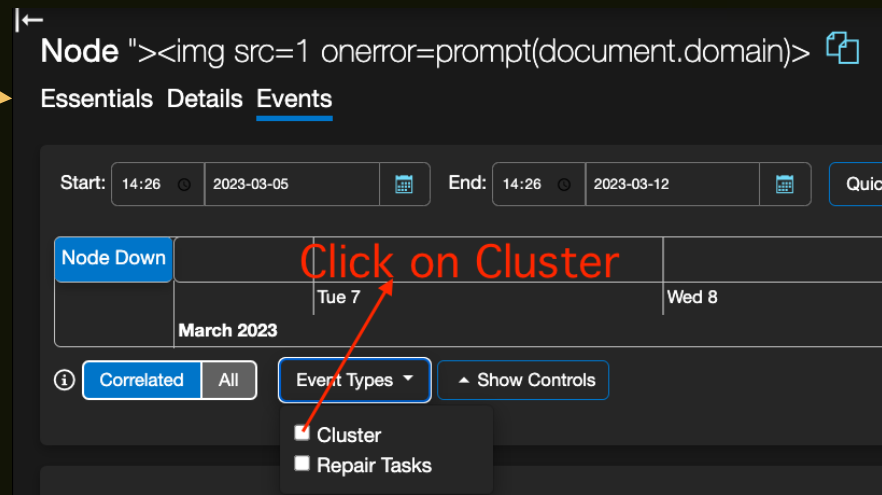 Node "><img src=1 onerror=prompt(document.domain)>
Essentials Details Events
Start: 14:26 2023-03-05 End: 14:26 2023-03-12
Node Down
Click on Cluster
Tue 7 Wed 8
March 2023
Correlated All Event Types Show Controls
Cluster
Repair Tasks